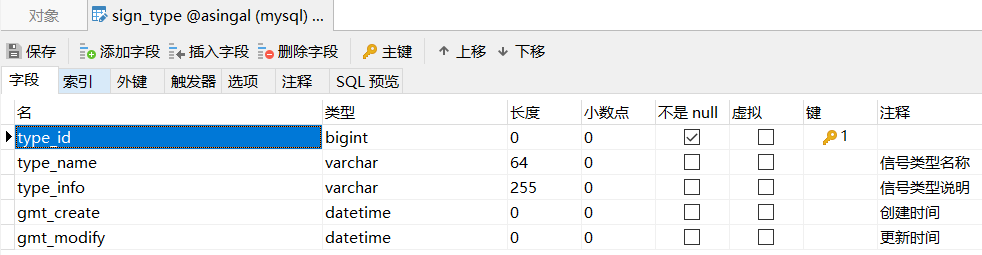 对象 sign_type @asingal (mysql) ...
保存 添加字段 插入字段 删除字段 主键 上移 下移
字段 索引 外键 触发器 选项 注释 SQL 预览
名 类型 长度 小数点 不是 null 虚拟 键 注释
type_id bigint 0 0 1
type_name varchar 64 0 信号类型名称
type_info varchar 255 0 信号类型说明
gmt_create datetime 0 0 创建时间
gmt_modify datetime 0 0 更新时间